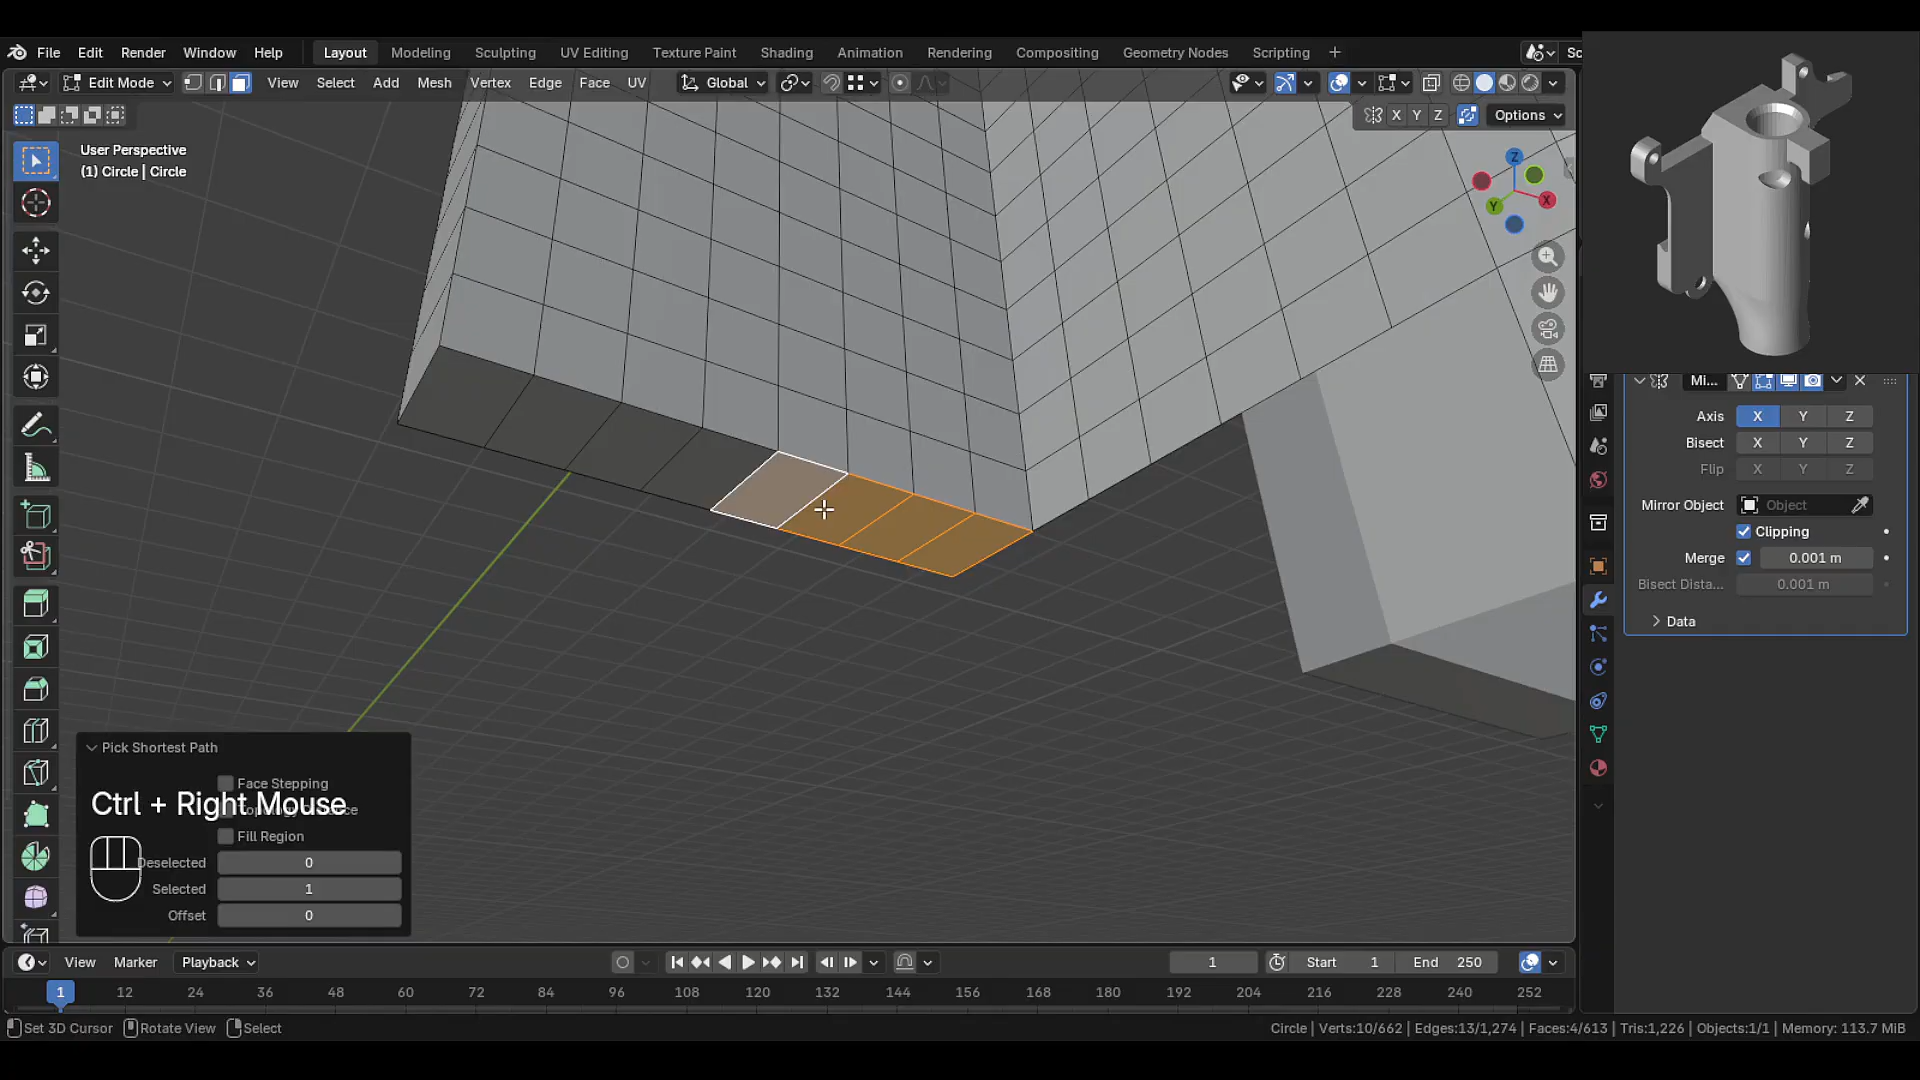 File Edit Render Window Help Layout Modeling Sculpting UV Editing Texture Paint Shading Animation Rendering Compositing Geometry Nodes Scripting + Sc
Edit Mode View Select Add Mesh Vertex Edge Face UV Global
X Y Z Options
User Perspective
(1) Circle | Circle
Z
X
Y
Mi...
Axis X Y Z
Bisect X Y Z
Flip X Y Z
Mirror Object Object
Clipping
Merge 0.001 m
Bisect Dista... 0.001 m
Data
Pick Shortest Path
Face Stepping
Ctrl + Right Mouse
Fill Region
Deselected 0
Selected 1
Offset 0
View Marker Playback 1 Start 1 End 250
1 12 24 36 48 60 72 84 96 108 120 132 144 156 168 180 192 204 216 228 240 252
Set 3D Cursor Rotate View Select Circle | Verts:10/662 | Edges:13/1,274 | Faces:4/613 | Tris:1,226 | Objects:1/1 | Memory: 113.7 MiB